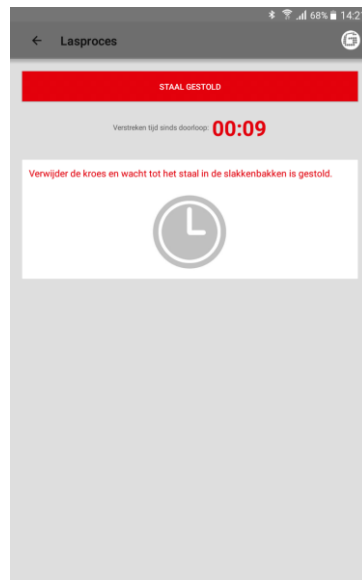 68% 14:21
Lasproces
STAAL GESTOLD
Verstreken tijd sinds doorloop: 00:09
Verwijder de kroes en wacht tot het staal in de slakkenbakken is gestold.